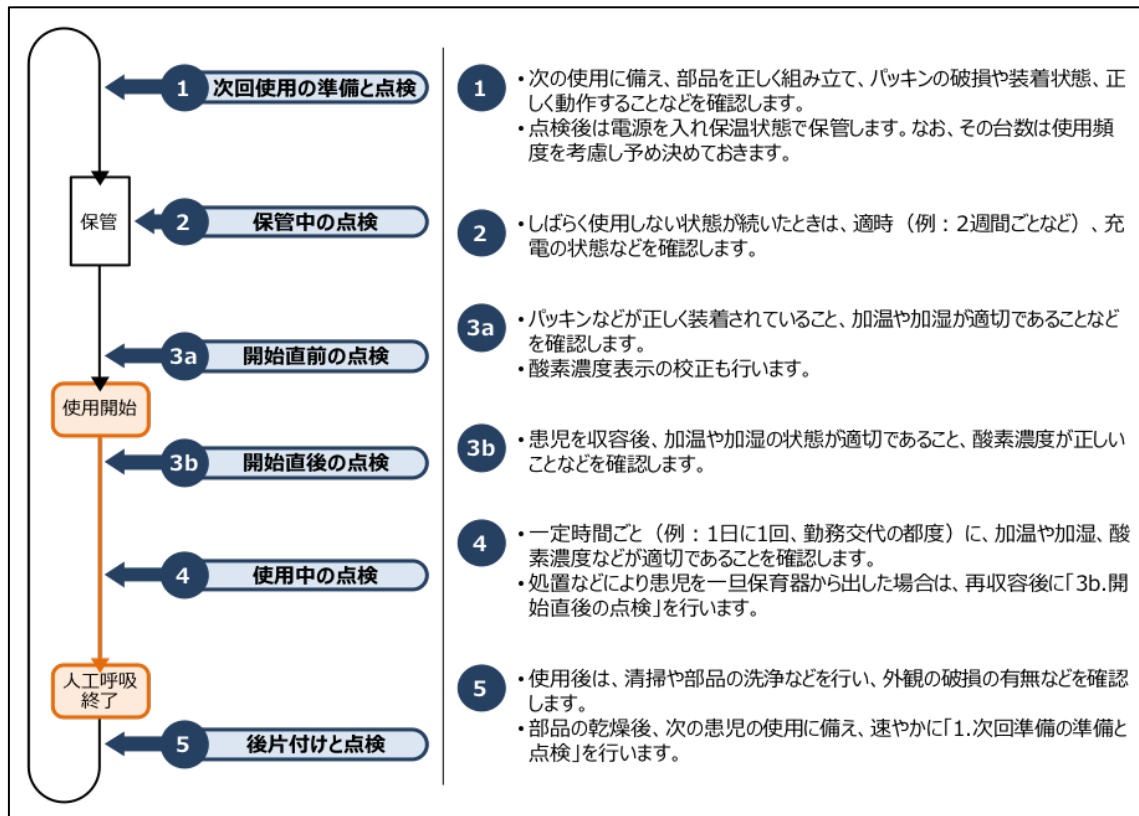 1 次回使用の準備と点検
保管
2 保管中の点検
3a 開始直前の点検
使用開始
3b 開始直後の点検
4 使用中の点検
人工呼吸
終了
5 後片付けと点検
1
•次の使用に備え、部品を正しく組み立て、パッキンの破損や装着状態、正
しく動作することなどを確認します。
•点検後は電源を入れ保温状態で保管します。なお、その台数は使用頻
度を考慮し予め決めておきます。
2
•しばらく使用しない状態が続いたときは、適時（例：2週間ごとなど）、充
電の状態などを確認します。
3a
•パッキンなどが正しく装着されていること、加温や加湿が適切であることなど
を確認します。
•酸素濃度表示の校正も行います。
3b
•患児を収容後、加温や加湿の状態が適切であること、酸素濃度が正しい
ことなどを確認します。
4
•一定時間ごと（例：1日に1回、勤務交代の都度）に、加温や加湿、酸
素濃度などが適切であることを確認します。
•処置などにより患児を一旦保育器から出した場合は、再収容後に「3b.開
始直後の点検」を行います。
5
•使用後は、清掃や部品の洗浄などを行い、外観の破損の有無などを確認
します。
•部品の乾燥後、次の患児の使用に備え、速やかに「1.次回準備の準備と
点検」を行います。